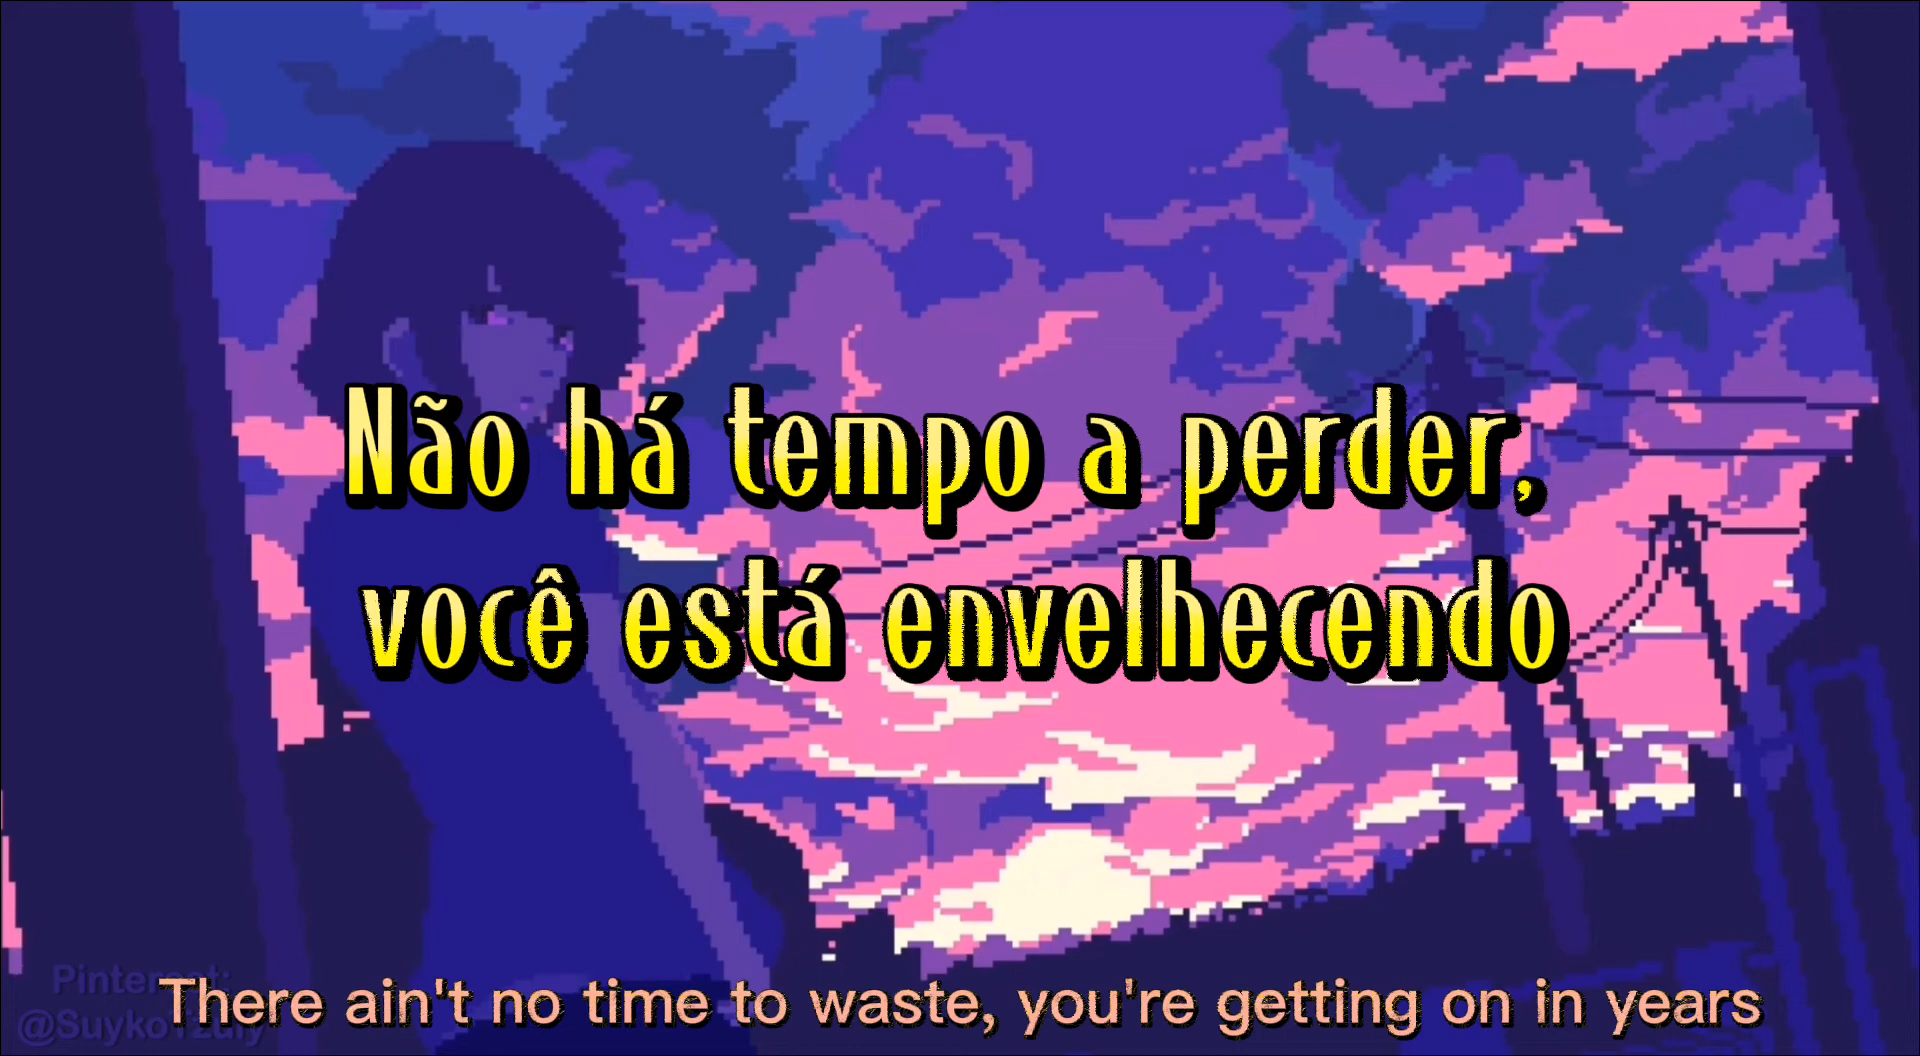 Não há tempo a perder,
você está envelhecendo
Pinterest:
There ain't no time to waste, you're getting on in years